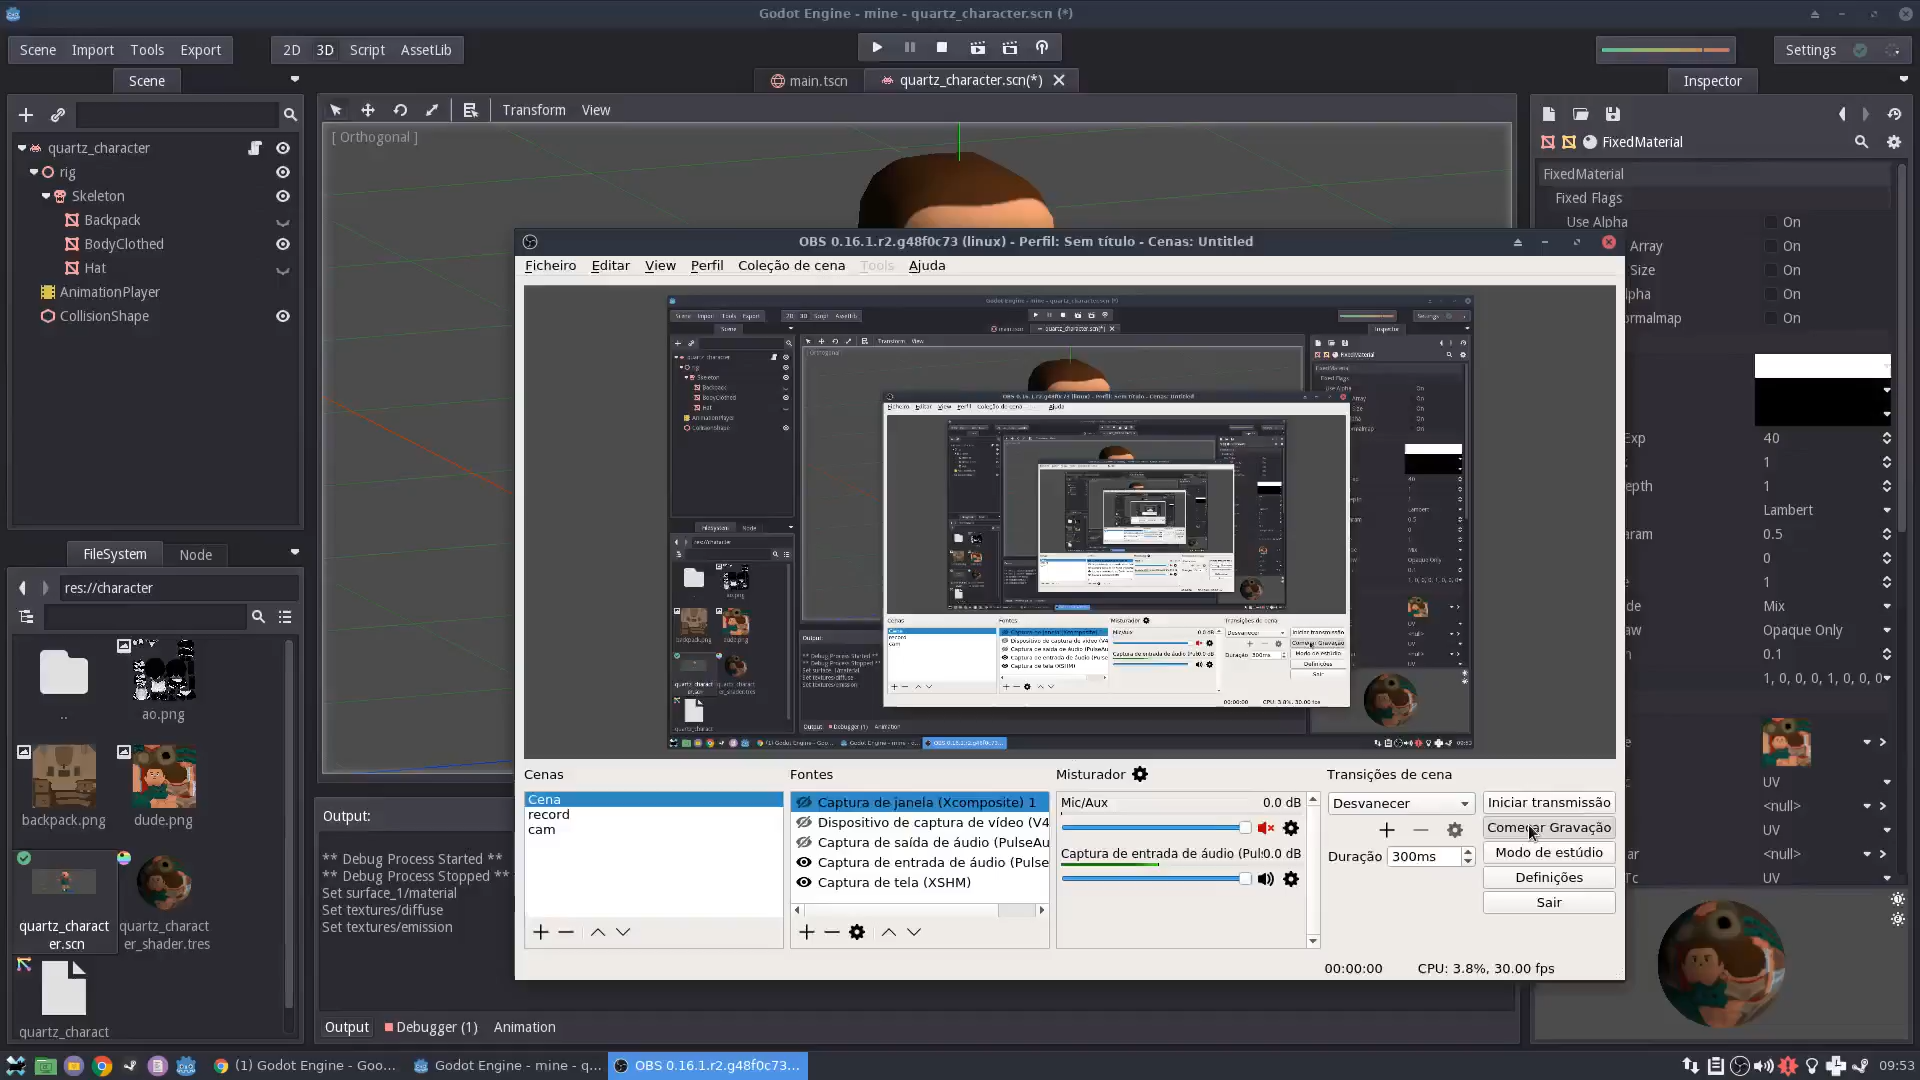 Godot Engine - mine - quartz_character.scn (*)
Scene Import Tools Export
2D 3D Script AssetLib
Settings
Scene
main.tscn
quartz_character.scn(*)
Inspector
Transform View
[ Orthogonal ]
quartz_character
rig
Skeleton
Backpack
BodyClothed
Hat
AnimationPlayer
CollisionShape
FixedMaterial
FixedMaterial
Fixed Flags
Use Alpha On
Array On
Size On
lpha On
ormalmap On
Exp 40
1
epth 1
Lambert
aram 0.5
0
1
de Mix
aw Opaque Only
0.1
1, 0, 0, 0, 1, 0, 0, 0
e
c UV
<null>
UV
ar <null>
Tc UV
FileSystem Node
res://character
..
ao.png
backpack.png
dude.png
quartz_charact
er.scn
quartz_charact
er_shader.tres
quartz_charact
Output:
** Debug Process Started **
** Debug Process Stopped **
Set surface_1/material
Set textures/diffuse
Set textures/emission
Output Debugger (1) Animation
OBS 0.16.1.r2.g48f0c73 (linux) - Perfil: Sem título - Cenas: Untitled
Ficheiro Editar View Perfil Coleção de cena Tools Ajuda
Cenas
Cena
record
cam
Fontes
Captura de janela (Xcomposite) 1
Dispositivo de captura de vídeo (V4
Captura de saída de áudio (PulseAu
Captura de entrada de áudio (Pulse
Captura de tela (XSHM)
Misturador
Mic/Aux 0.0 dB
Captura de entrada de áudio (Pul 0.0 dB
Transições de cena
Desvanecer
Duração 300ms
Iniciar transmissão
Começar Gravação
Modo de estúdio
Definições
Sair
00:00:00 CPU: 3.8%, 30.00 fps
(1) Godot Engine - Goo...
Godot Engine - mine - q...
OBS 0.16.1.r2.g48f0c73...
09:53